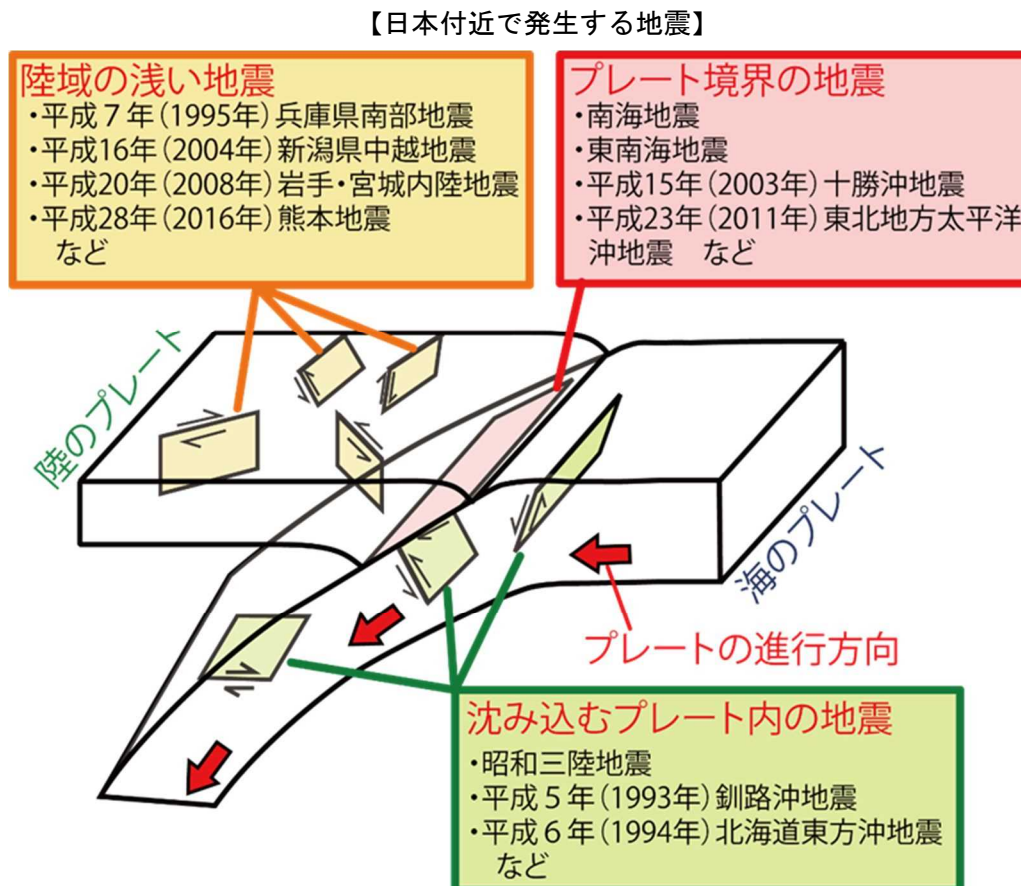 【日本付近で発生する地震】
陸域の浅い地震
・平成７年（1995年）兵庫県南部地震
・平成16年（2004年）新潟県中越地震
・平成20年（2008年）岩手・宮城内陸地震
・平成28年（2016年）熊本地震
など
プレート境界の地震
・南海地震
・東南海地震
・平成15年（2003年）十勝沖地震
・平成23年（2011年）東北地方太平洋
沖地震　など
陸のプレート
海のプレート
プレートの進行方向
沈み込むプレート内の地震
・昭和三陸地震
・平成５年（1993年）釧路沖地震
・平成６年（1994年）北海道東方沖地震
など